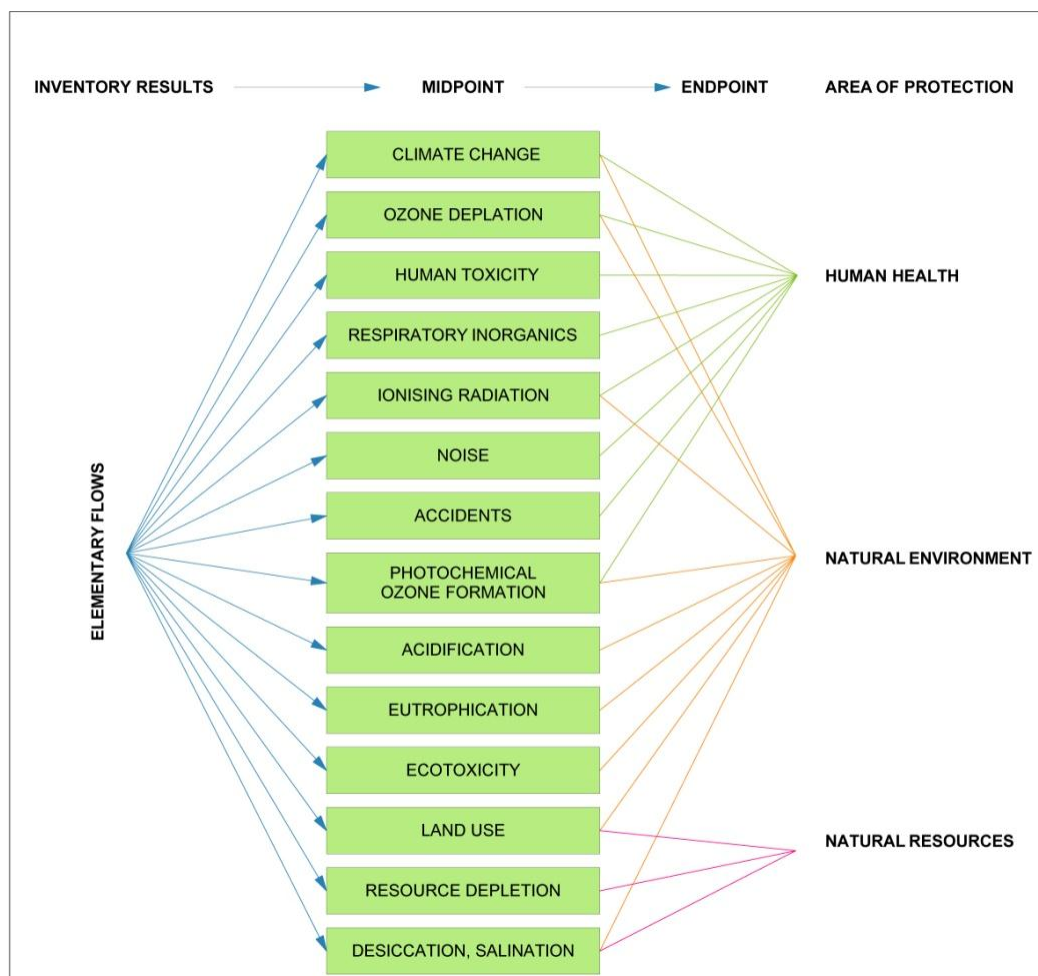 INVENTORY RESULTS
MIDPOINT
ENDPOINT
AREA OF PROTECTION
CLIMATE CHANGE
OZONE DEPLATION
HUMAN TOXICITY
RESPIRATORY INORGANICS
IONISING RADIATION
NOISE
ACCIDENTS
PHOTOCHEMICAL
OZONE FORMATION
ACIDIFICATION
EUTROPHICATION
ECOTOXICITY
LAND USE
RESOURCE DEPLETION
DESICCATION, SALINATION
ELEMENTARY FLOWS
HUMAN HEALTH
NATURAL ENVIRONMENT
NATURAL RESOURCES